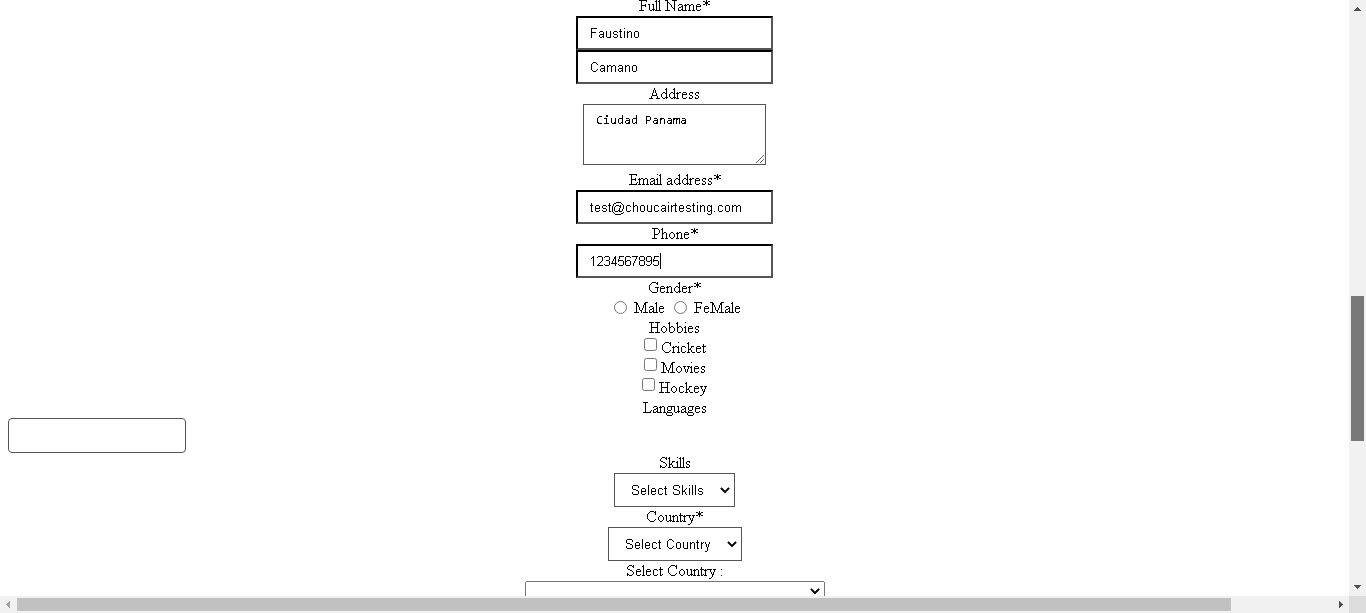 Full Name*
Faustino
Camano
Address
Ciudad Panama
Email address*
test@choucairtesting.com
Phone*
1234567895
Gender*
Male FeMale
Hobbies
Cricket
Movies
Hockey
Languages
Skills
Select Skills
Country*
Select Country
Select Country :